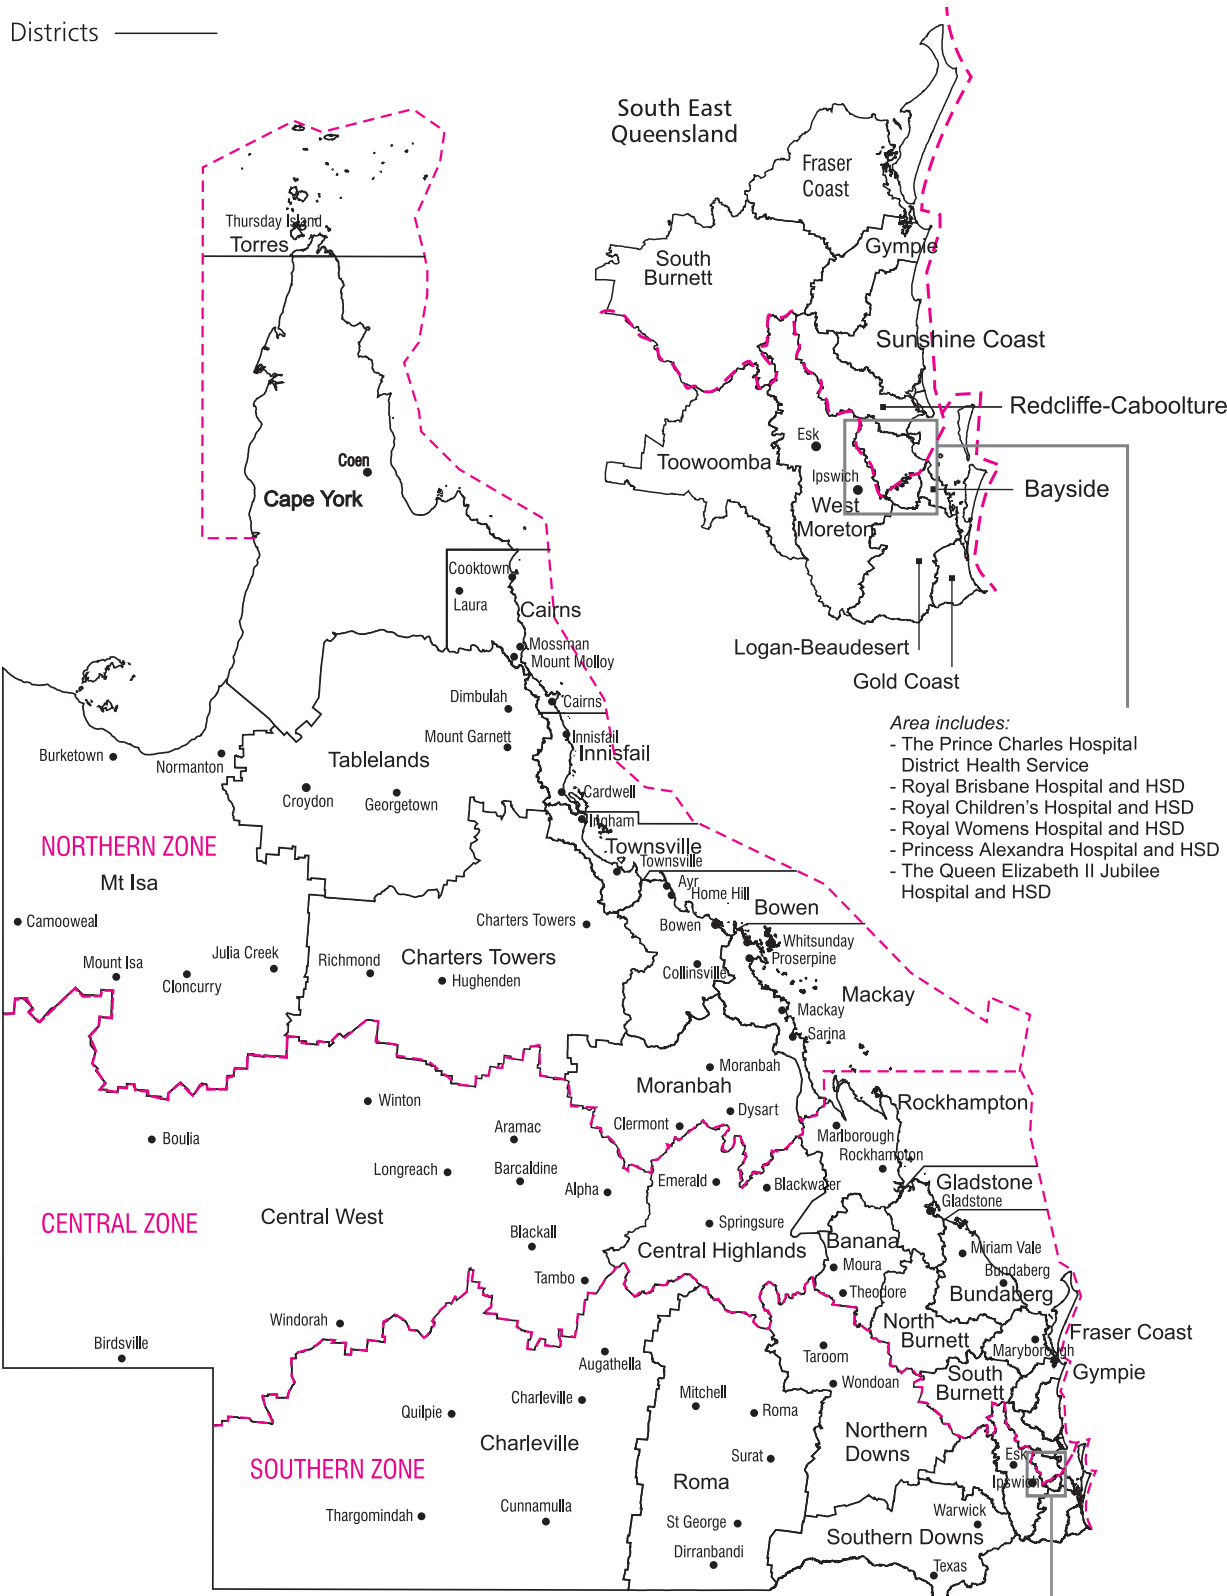 Districts
South East
Queensland
Fraser
Coast
Gympie
South
Burnett
Sunshine Coast
Redcliffe-Caboolture
Esk
Toowoomba
Ipswich
West
Moreton
Bayside
Logan-Beaudesert
Gold Coast
Area includes:
- The Prince Charles Hospital
District Health Service
- Royal Brisbane Hospital and HSD
- Royal Children's Hospital and HSD
- Royal Womens Hospital and HSD
- Princess Alexandra Hospital and HSD
- The Queen Elizabeth II Jubilee
Hospital and HSD
Thursday Island
Torres
Coen
Cape York
Cooktown
Laura
Cairns
Mossman
Mount Molloy
Dimbulah
Cairns
Mount Garnett
Innisfail
Innisfail
Tablelands
Burketown
Normanton
Croydon
Georgetown
Cardwell
Ingham
NORTHERN ZONE
Mt Isa
Townsville
Townsville
Ayr
Home Hill
Bowen
Bowen
Camooweal
Charters Towers
Whitsunday
Proserpine
Mount Isa
Cloncurry
Julia Creek
Richmond
Charters Towers
Hughenden
Collinsville
Mackay
Mackay
Sarina
Moranbah
Moranbah
Winton
Dysart
Clermont
Rockhampton
Marlborough
Rockhampton
Boulia
Aramac
Longreach
Barcaldine
Alpha
Emerald
Blackwater
Gladstone
Gladstone
CENTRAL ZONE
Central West
Springsure
Blackall
Central Highlands
Banana
Moura
Miriam Vale
Tambo
Theodore
Bundaberg
Bundaberg
Windorah
North
Burnett
Fraser Coast
Maryborough
Birdsville
Augathella
Taroom
South
Burnett
Gympie
Wondoan
Charleville
Mitchell
Quilpie
Roma
Charleville
Northern
Downs
SOUTHERN ZONE
Surat
Esk
Ipswich
Roma
Cunnamulla
Thargomindah
St George
Warwick
Southern Downs
Dirranbandi
Texas